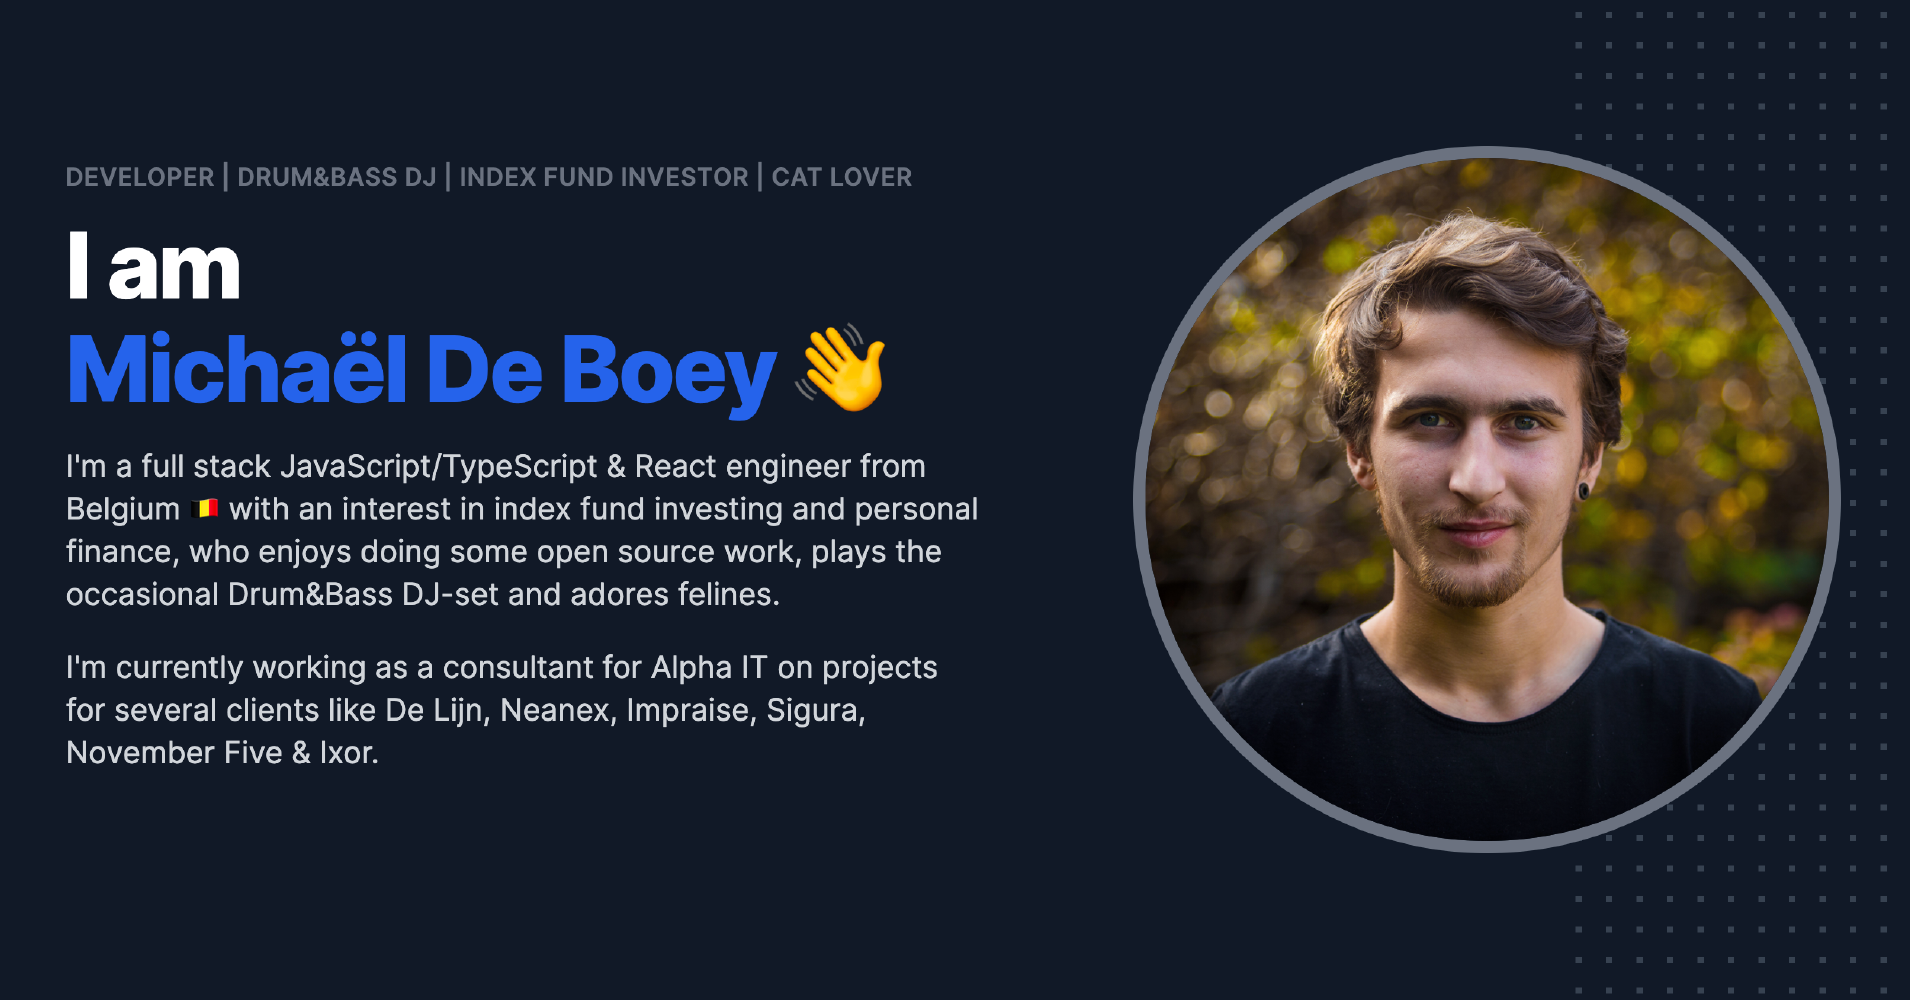 DEVELOPER | DRUM&BASS DJ | INDEX FUND INVESTOR | CAT LOVER
I am
Michaël De Boey 👋
I'm a full stack JavaScript/TypeScript & React engineer from
Belgium 🇧🇪 with an interest in index fund investing and personal
finance, who enjoys doing some open source work, plays the
occasional Drum&Bass DJ-set and adores felines.
I'm currently working as a consultant for Alpha IT on projects
for several clients like De Lijn, Neanex, Impraise, Sigura,
November Five & Ixor.